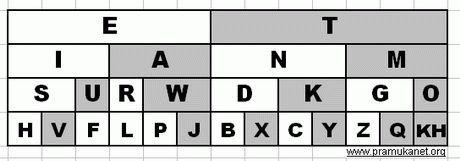 E T
I A N M
S U R W D K G O
H V F L P J B X C Y Z Q KH
www.pramukanet.org